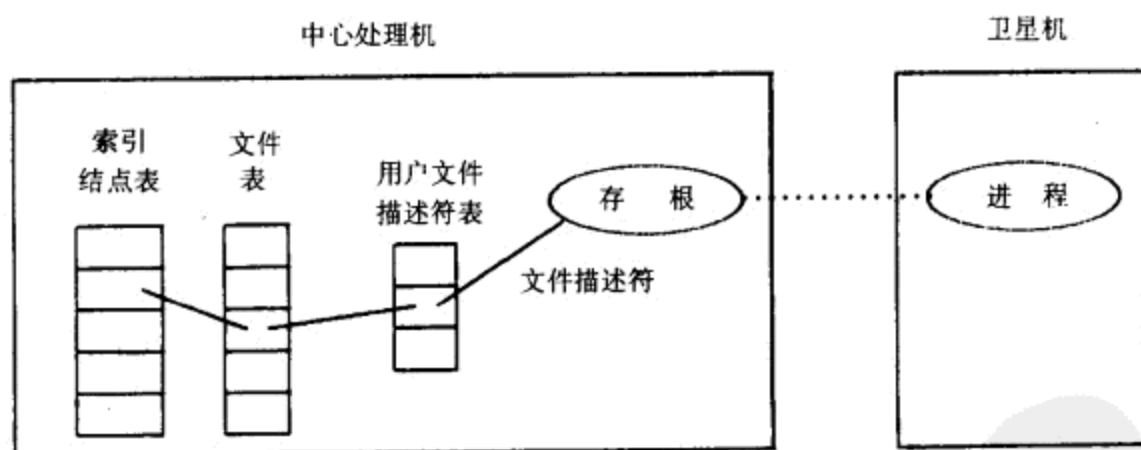 中心处理机
卫星机
索引
结点表
文件
表
用户文件
描述符表
存 根
进 程
文件描述符